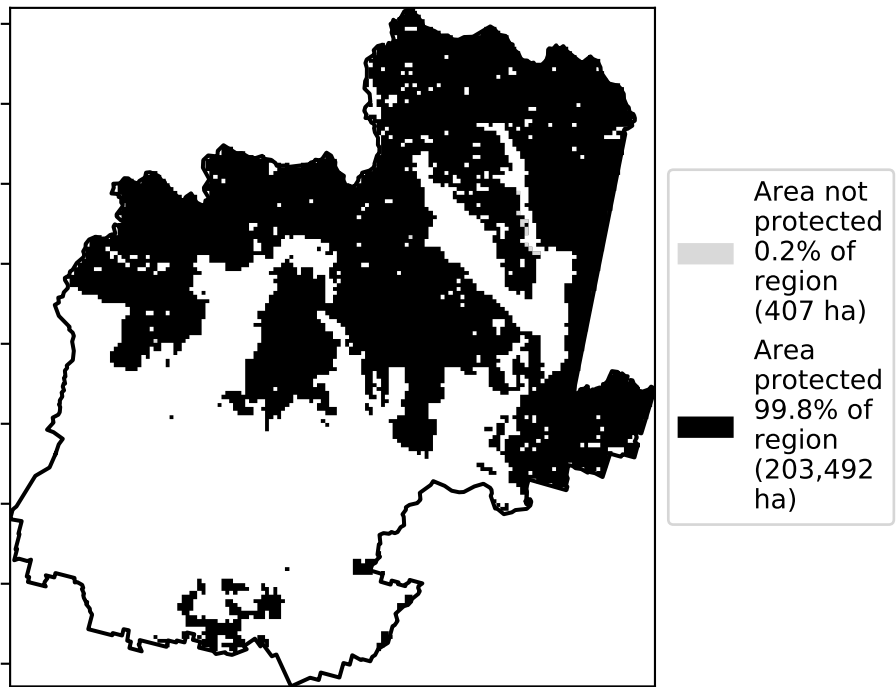 Area not
protected
0.2% of
region
(407 ha)
Area
protected
99.8% of
region
(203,492
ha)